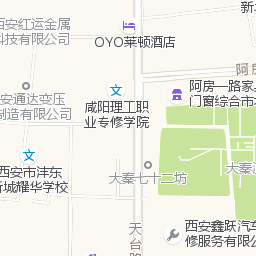 西安红运金属
科技有限公司
OYO莱顿酒店
阿房一路家
门窗综合市
安通达变压
制造有限公司
咸阳理工职
业专修学院
西安市沣东
新城耀华学校
大秦七十二坊
大秦
天台
西安鑫跃汽车
修服务有限公